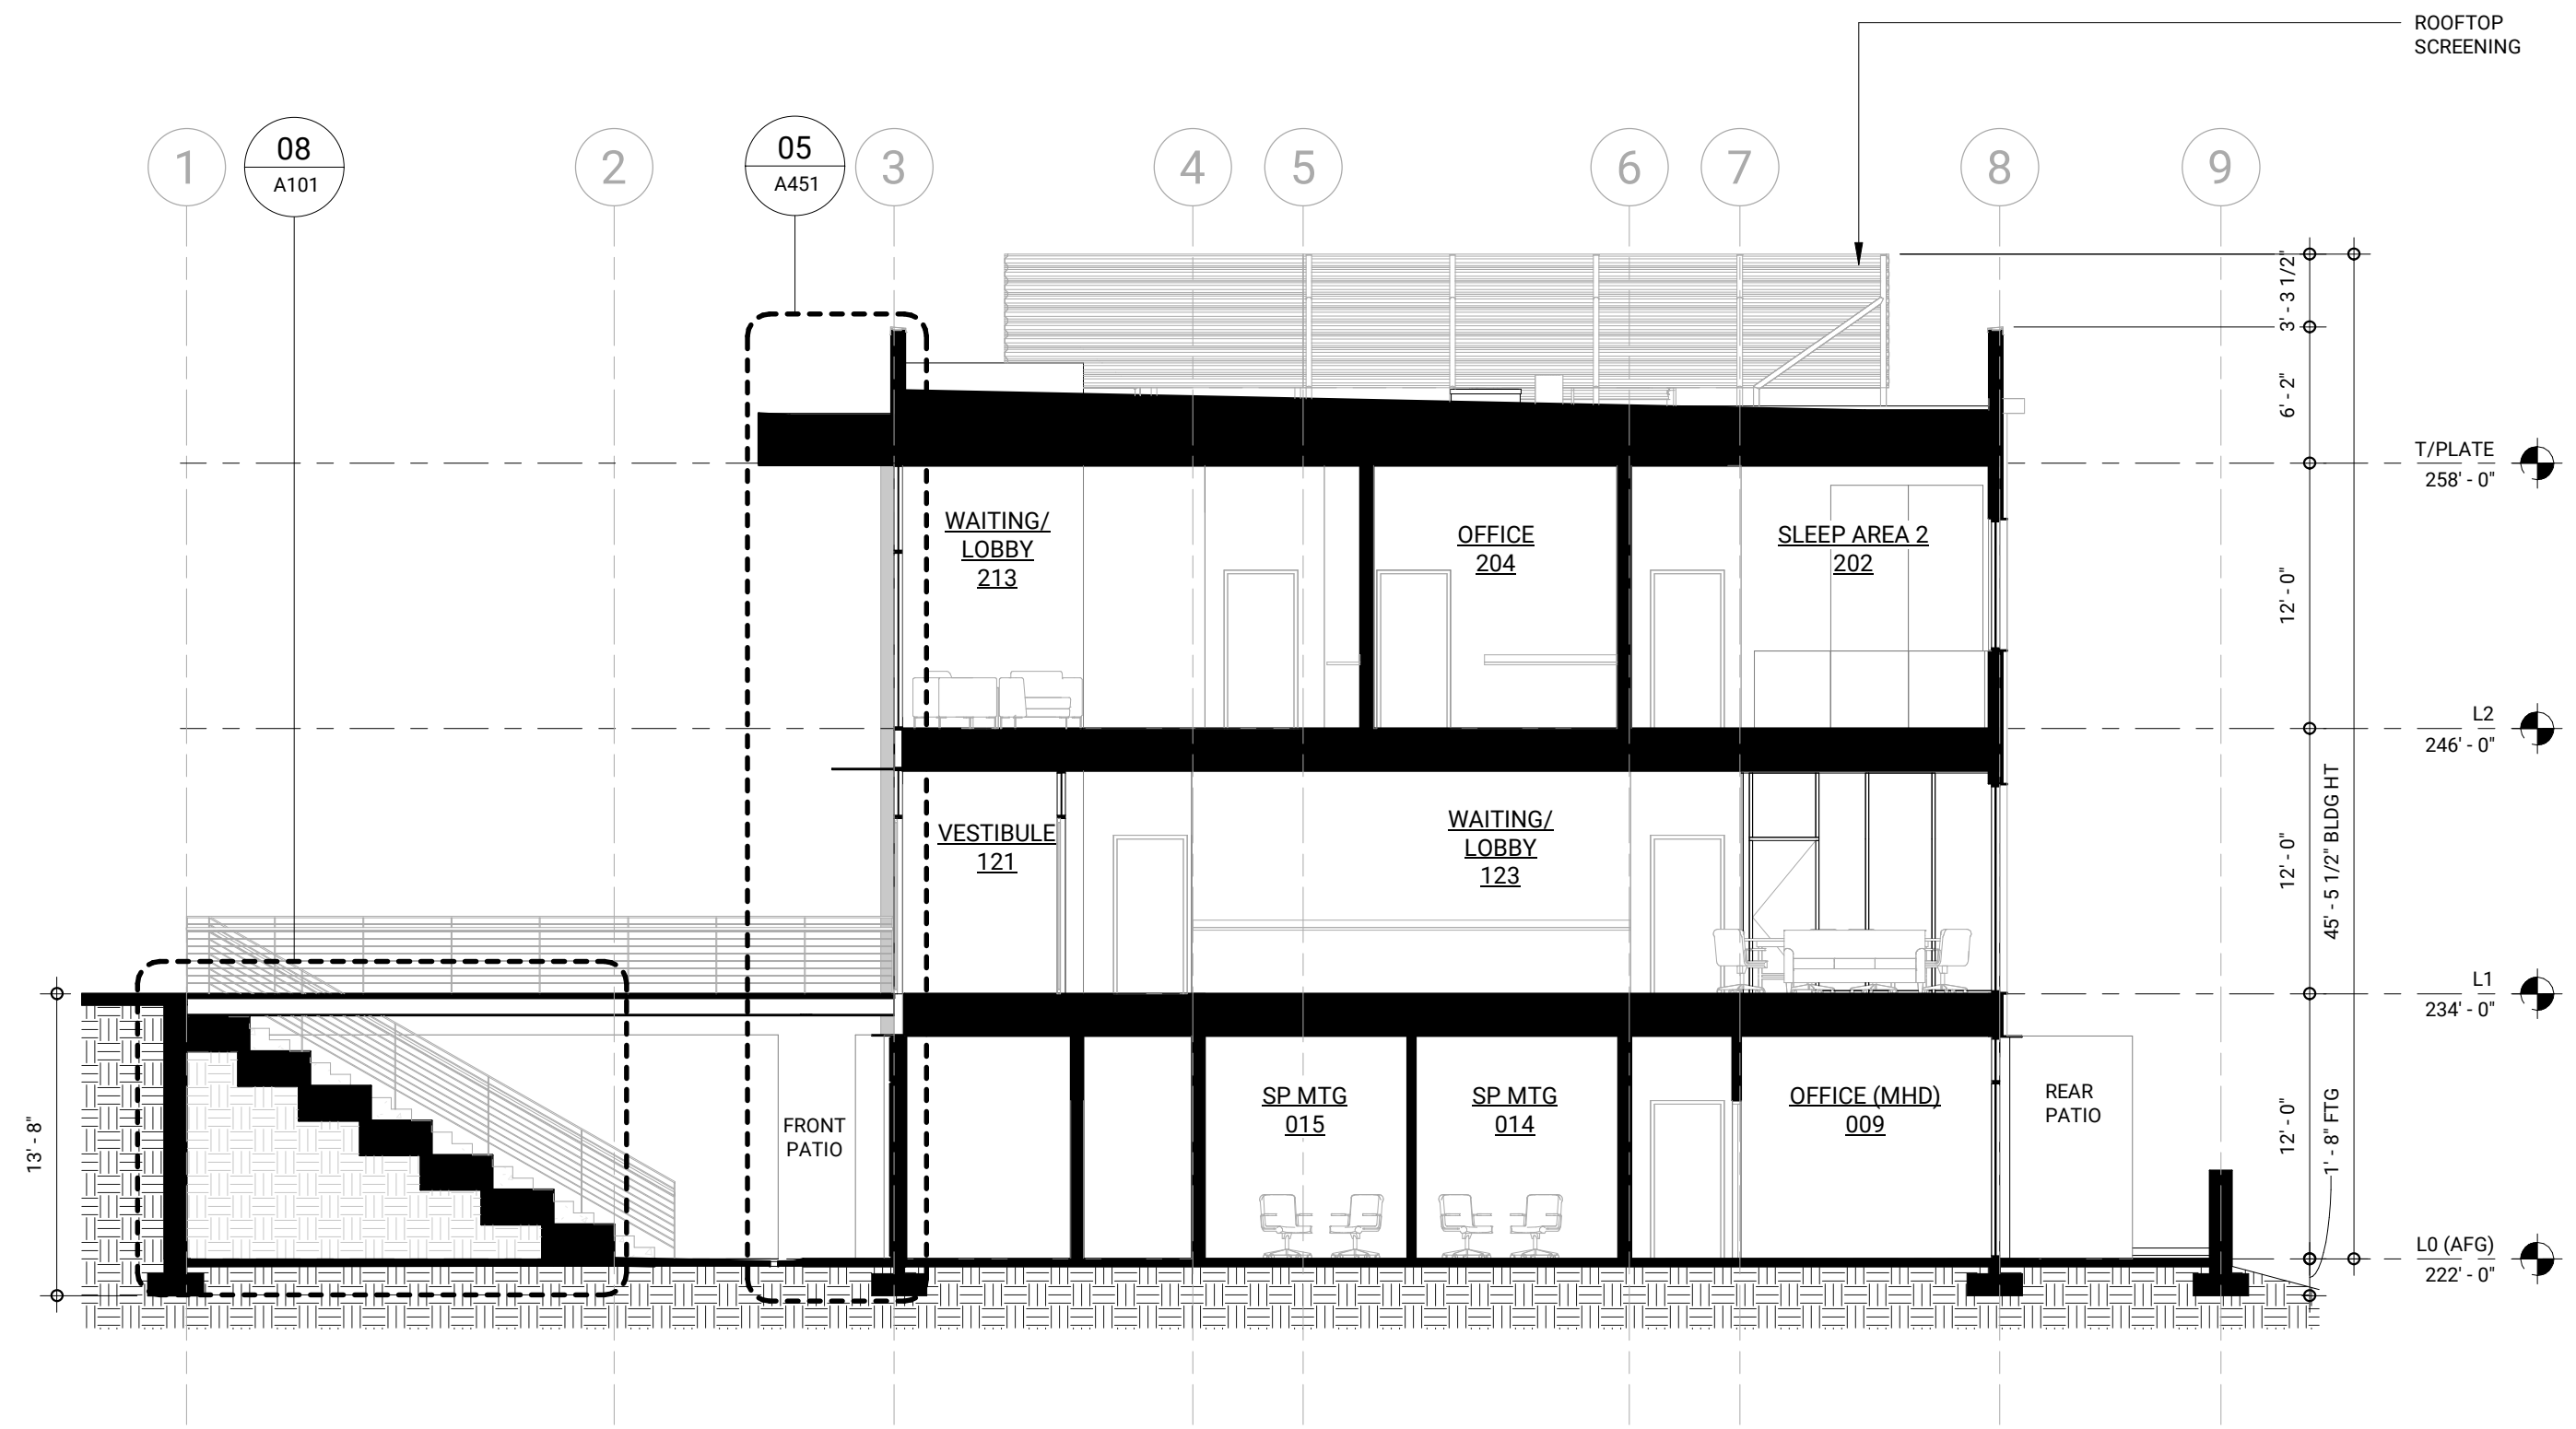 ROOFTOP
SCREENING
1
08
A101
2
05
A451
3
4
5
6
7
8
9
3' - 3 1/2"
6' - 2"
T/PLATE
258' - 0"
WAITING/
LOBBY
213
OFFICE
204
SLEEP AREA 2
202
12' - 0"
L2
246' - 0"
VESTIBULE
121
WAITING/
LOBBY
123
12' - 0"
45' - 5 1/2" BLDG HT
L1
234' - 0"
13' - 8"
FRONT
PATIO
SP MTG
015
SP MTG
014
OFFICE (MHD)
009
REAR
PATIO
12' - 0"
1' - 8" FTG
L0 (AFG)
222' - 0"